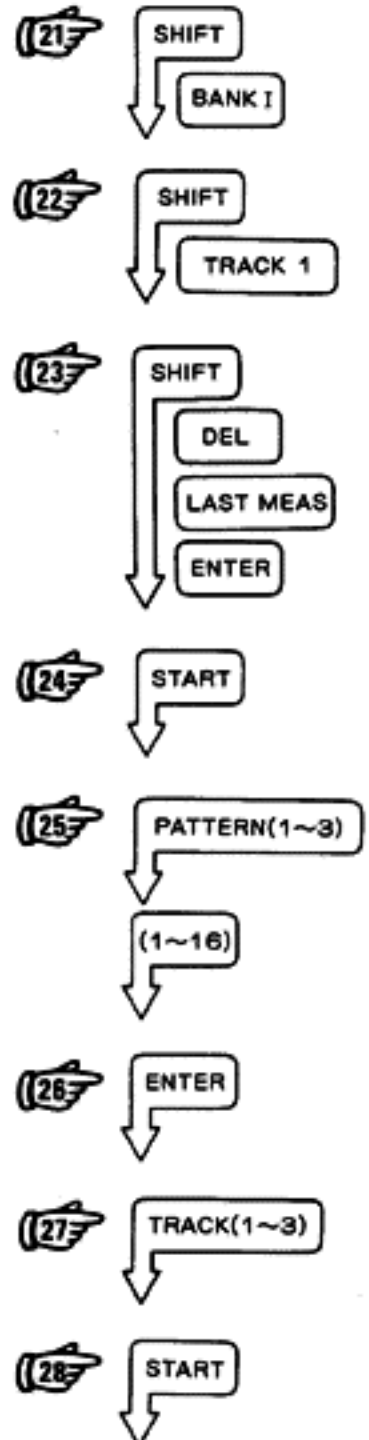 21
SHIFT
BANK I
22
SHIFT
TRACK 1
23
SHIFT
DEL
LAST MEAS
ENTER
24
START
25
PATTERN(1~3)
(1~16)
26
ENTER
27
TRACK(1~3)
28
START